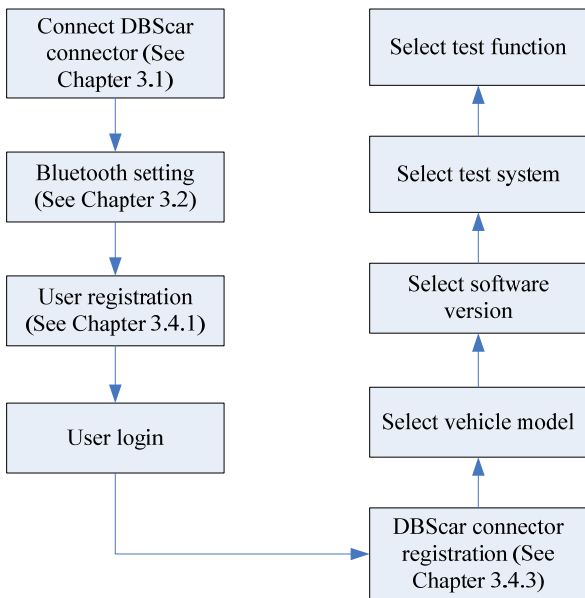 Connect DBScar
connector (See
Chapter 3.1)
Bluetooth setting
(See Chapter 3.2)
User registration
(See Chapter 3.4.1)
User login
DBScar connector
registration (See
Chapter 3.4.3)
Select vehicle model
Select software
version
Select test system
Select test function